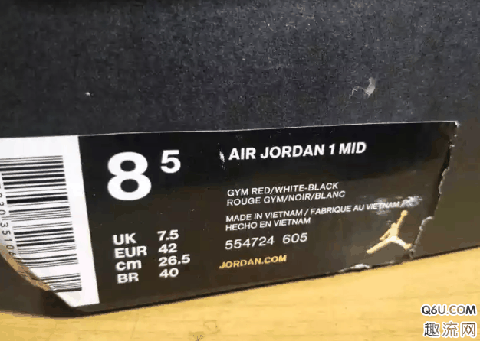 8 5
AIR JORDAN 1 MID
GYM RED/WHITE-BLACK
ROUGE GYM/NOIR/BLANC
MADE IN VIETNAM / FABRIQUE AU VIETNAM
HECHO EN VIETNAM
554724 605
JORDAN.COM
UK 7.5
EUR 42
cm 26.5
BR 40
Q6U.COM
趣流网